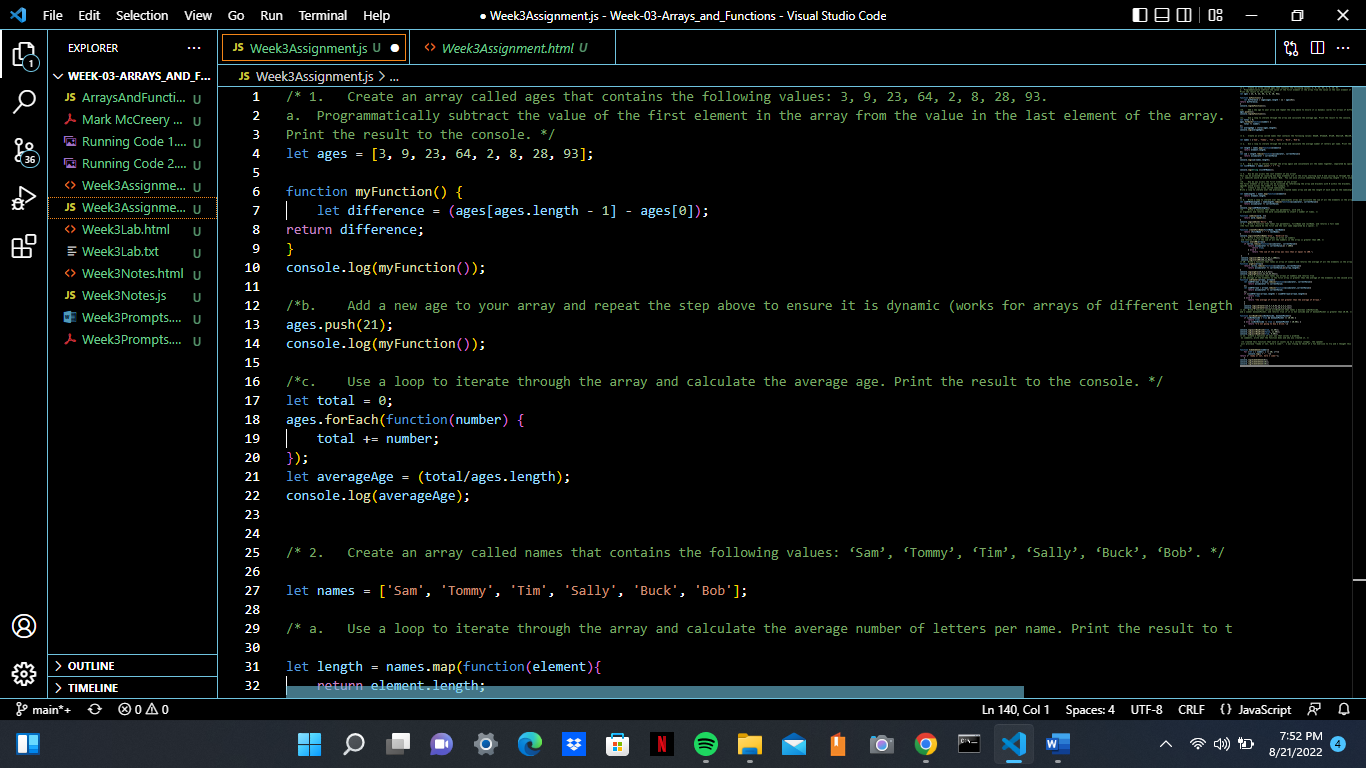 File Edit Selection View Go Run Terminal Help
● Week3Assignment.js - Week-03-Arrays_and_Functions - Visual Studio Code
EXPLORER
WEEK-03-ARRAYS_AND_F...
JS ArraysAndFuncti... U
Mark McCreery ... U
Running Code 1.... U
Running Code 2.... U
<> Week3Assignme... U
JS Week3Assignme... U
<> Week3Lab.html U
Week3Lab.txt U
<> Week3Notes.html U
JS Week3Notes.js U
Week3Prompts.... U
Week3Prompts.... U
OUTLINE
TIMELINE
1
36
JS Week3Assignment.js U ●
<> Week3Assignment.html U
JS Week3Assignment.js > ...
1 /* 1. Create an array called ages that contains the following values: 3, 9, 23, 64, 2, 8, 28, 93.
2 a. Programmatically subtract the value of the first element in the array from the value in the last element of the array.
3 Print the result to the console. */
4 let ages = [3, 9, 23, 64, 2, 8, 28, 93];
5
6 function myFunction() {
7 let difference = (ages[ages.length - 1] - ages[0]);
8 return difference;
9 }
10 console.log(myFunction());
11
12 /*b. Add a new age to your array and repeat the step above to ensure it is dynamic (works for arrays of different length
13 ages.push(21);
14 console.log(myFunction());
15
16 /*c. Use a loop to iterate through the array and calculate the average age. Print the result to the console. */
17 let total = 0;
18 ages.forEach(function(number) {
19 total += number;
20 });
21 let averageAge = (total/ages.length);
22 console.log(averageAge);
23
24
25 /* 2. Create an array called names that contains the following values: ‘Sam’, ‘Tommy’, ‘Tim’, ‘Sally’, ‘Buck’, ‘Bob’. */
26
27 let names = ['Sam', 'Tommy', 'Tim', 'Sally', 'Buck', 'Bob'];
28
29 /* a. Use a loop to iterate through the array and calculate the average number of letters per name. Print the result to t
30
31 let length = names.map(function(element){
32 return element.length;
main*+ 0 0
Ln 140, Col 1 Spaces: 4 UTF-8 CRLF {} JavaScript
7:52 PM
8/21/2022
4